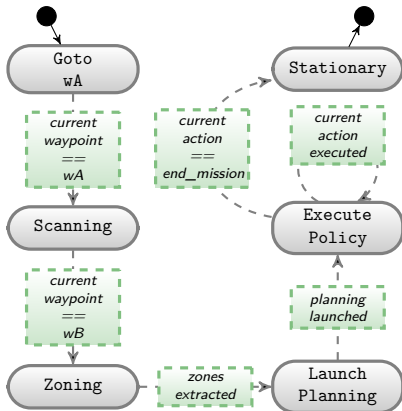 Goto
wA
current
waypoint
==
wA
Scanning
current
waypoint
==
wB
Zoning
zones
extracted
Launch
Planning
planning
launched
Execute
Policy
current
action
executed
current
action
==
end_mission
Stationary